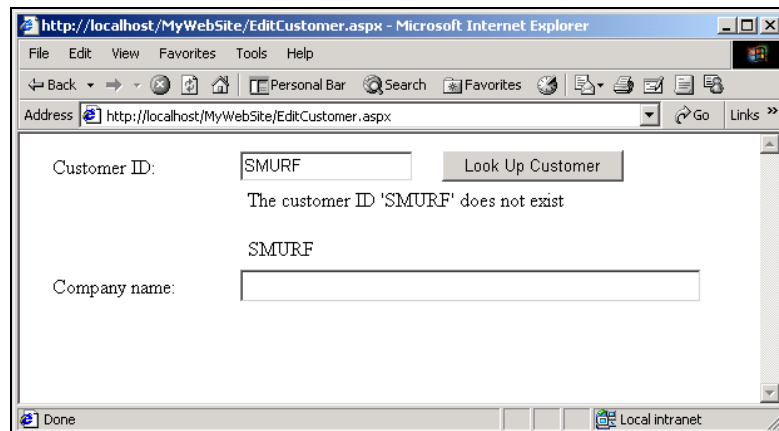 http://localhost/MyWebSite/EditCustomer.aspx - Microsoft Internet Explorer
File Edit View Favorites Tools Help
Back Personal Bar Search Favorites
Address http://localhost/MyWebSite/EditCustomer.aspx Go Links »
Customer ID: SMURF Look Up Customer
The customer ID 'SMURF' does not exist
SMURF
Company name:
Done Local intranet